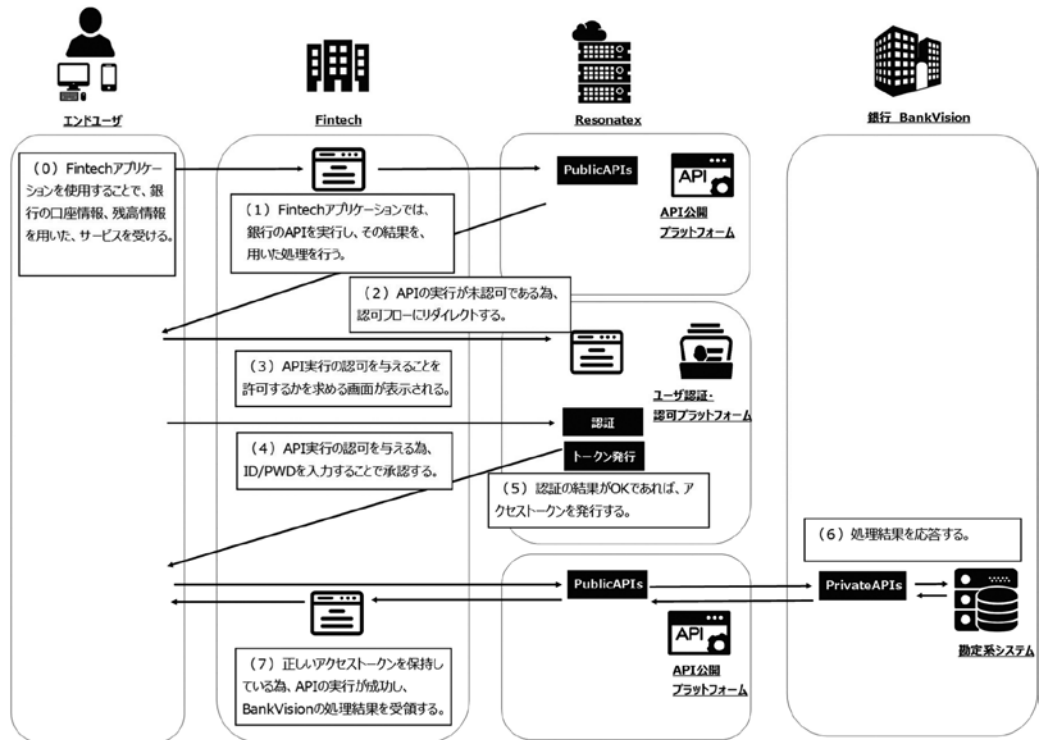 エンドユーザ
Fintech
Resonatex
銀行 BankVision
(0) Fintechアプリケー
ションを使用することで、銀
行の口座情報、残高情報
を用いた、サービスを受ける。
PublicAPIs
API
API公開
プラットフォーム
(1) Fintechアプリケーションでは、
銀行のAPIを実行し、その結果を、
用いた処理を行う。
(2) APIの実行が未認可である為、
認可フローにリダイレクトする。
(3) API実行の認可を与えることを
許可するかを求める画面が表示される。
ユーザ認証・
認可プラットフォーム
認証
(4) API実行の認可を与える為、
ID/PWDを入力することで承認する。
トークン発行
(5) 認証の結果がOKであれば、ア
クセストークンを発行する。
(6) 処理結果を応答する。
PublicAPIs
PrivateAPIs
API
勘定系システム
API公開
プラットフォーム
(7) 正しいアクセストークンを保持し
ている為、APIの実行が成功し、
BankVisionの処理結果を受領する。